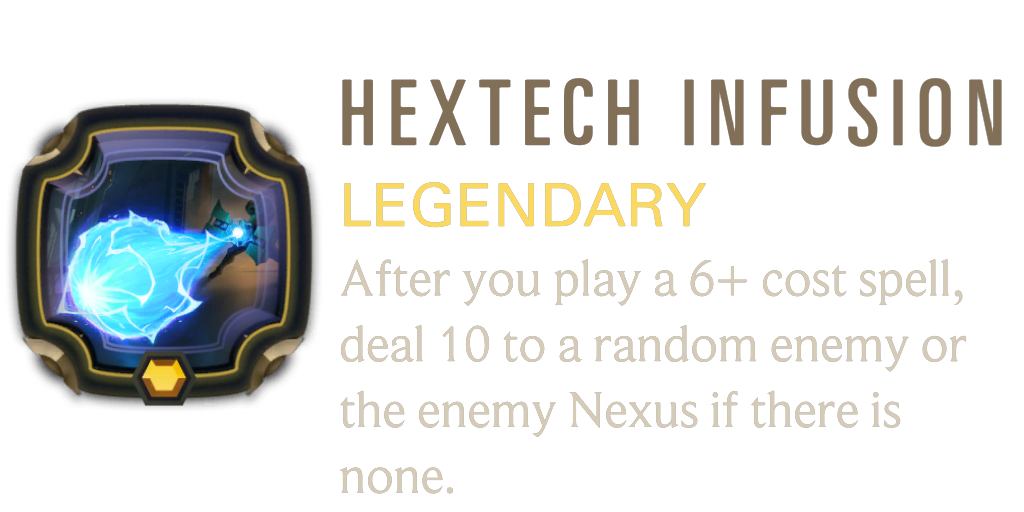 HEXTECH INFUSION
LEGENDARY
After you play a 6+ cost spell,
deal 10 to a random enemy or
the enemy Nexus if there is
none.